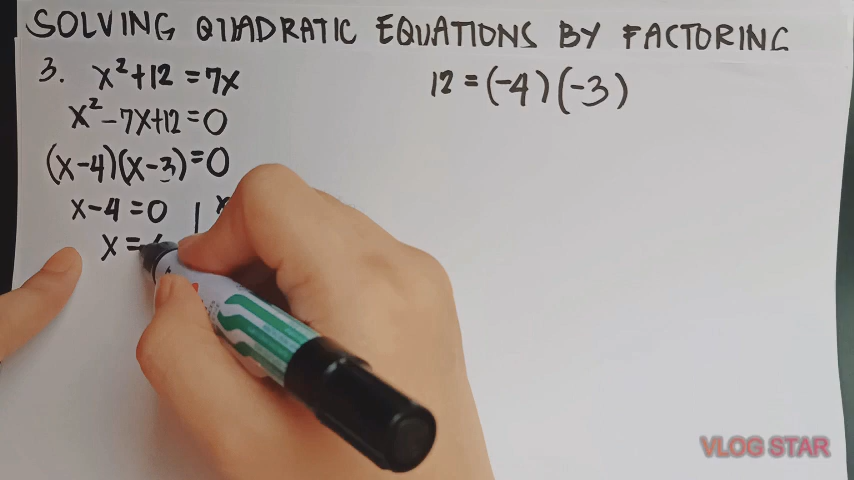 SOLVING QUADRATIC EQUATIONS BY FACTORING
3. x²+12=7x
12=(-4)(-3)
x²-7x+12=0
(x-4)(x-3)=0
x-4=0 | x
x=
VLOG STAR